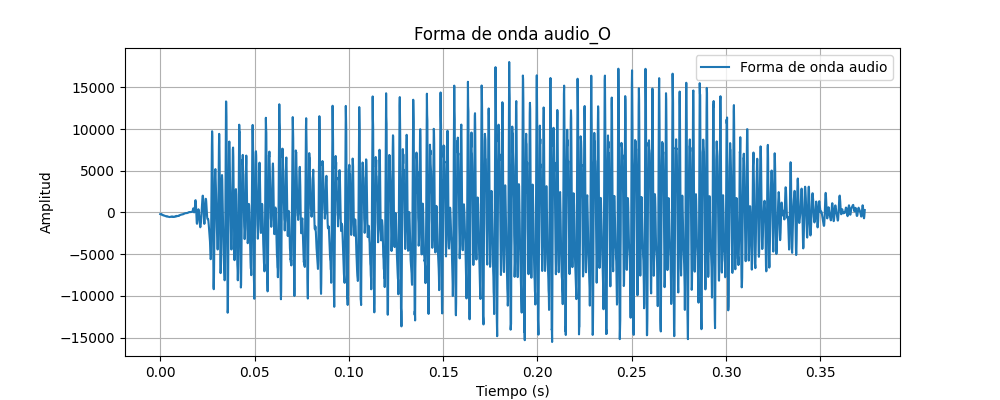 Forma de onda audio_O
Forma de onda audio
15000
10000
5000
0
−5000
−10000
−15000
Amplitud
0.00 0.05 0.10 0.15 0.20 0.25 0.30 0.35
Tiempo (s)